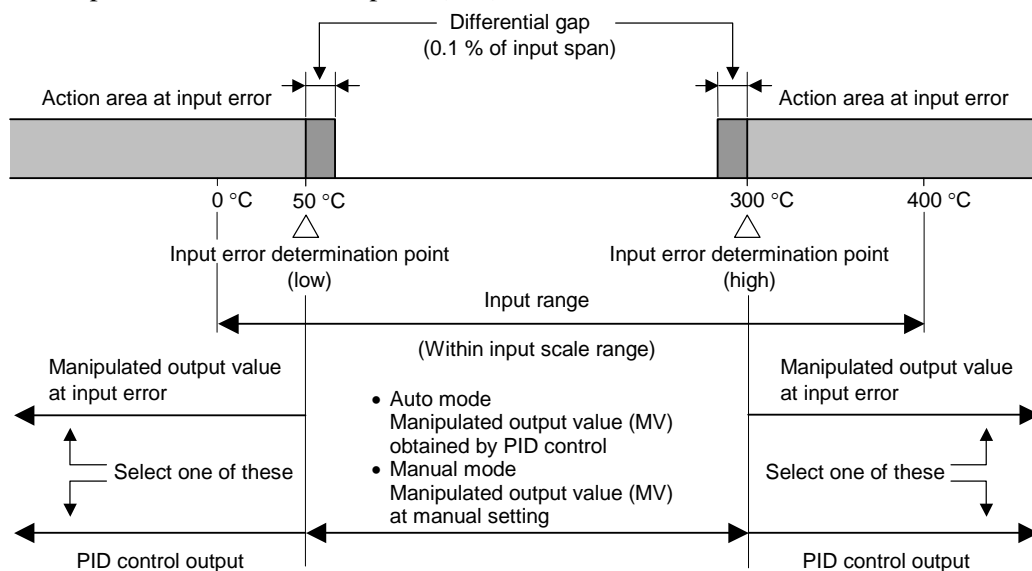 Differential gap
(0.1 % of input span)
Action area at input error
Action area at input error
0 °C
50 °C
300 °C
400 °C
Input error determination point
(low)
Input error determination point
(high)
Input range
(Within input scale range)
Manipulated output value
at input error
Manipulated output value
at input error
• Auto mode
Manipulated output value (MV)
obtained by PID control
• Manual mode
Manipulated output value (MV)
at manual setting
Select one of these
Select one of these
PID control output
PID control output